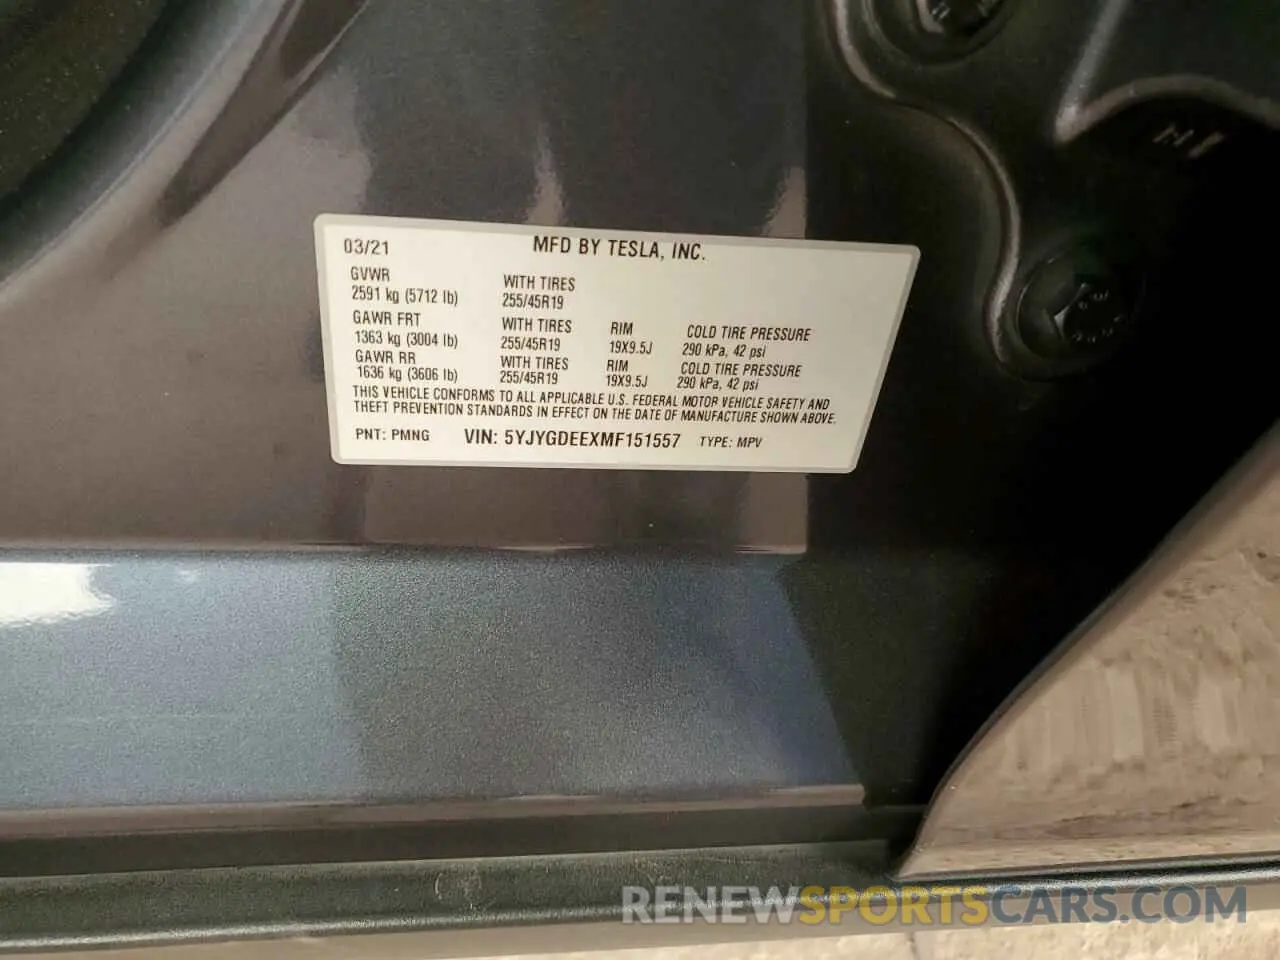 03/21 MFD BY TESLA, INC.
GVWR WITH TIRES
2591 kg (5712 lb) 255/45R19
GAWR FRT WITH TIRES RIM COLD TIRE PRESSURE
1363 kg (3004 lb) 255/45R19 19X9.5J 290 kPa, 42 psi
GAWR RR WITH TIRES RIM COLD TIRE PRESSURE
1636 kg (3606 lb) 255/45R19 19X9.5J 290 kPa, 42 psi
THIS VEHICLE CONFORMS TO ALL APPLICABLE U.S. FEDERAL MOTOR VEHICLE SAFETY AND
THEFT PREVENTION STANDARDS IN EFFECT ON THE DATE OF MANUFACTURE SHOWN ABOVE.
PNT: PMNG VIN: 5YJYGDEEXMF151557 TYPE: MPV
RENEWSPORTSCARS.COM